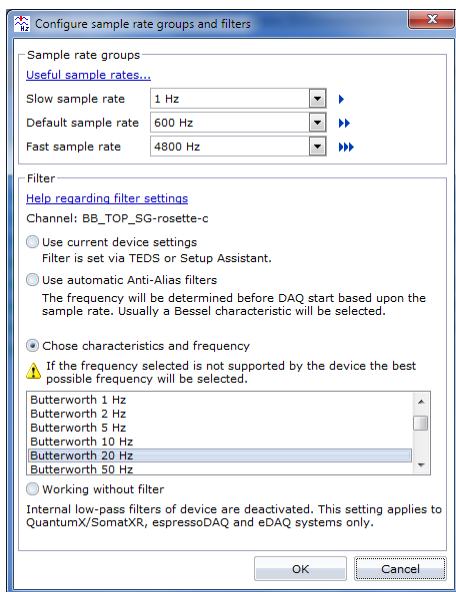 Configure sample rate groups and filters
Sample rate groups
Useful sample rates...
Slow sample rate 1 Hz
Default sample rate 600 Hz
Fast sample rate 4800 Hz
Filter
Help regarding filter settings
Channel: BB_TOP_SG-rosette-c
Use current device settings
Filter is set via TEDS or Setup Assistant.
Use automatic Anti-Alias filters
The frequency will be determined before DAQ start based upon the
sample rate. Usually a Bessel characteristic will be selected.
Chose characteristics and frequency
If the frequency selected is not supported by the device the best
possible frequency will be selected.
Butterworth 1 Hz
Butterworth 2 Hz
Butterworth 5 Hz
Butterworth 10 Hz
Butterworth 20 Hz
Butterworth 50 Hz
Working without filter
Internal low-pass filters of device are deactivated. This setting applies to
QuantumX/SomatXR, espressoDAQ and eDAQ systems only.
OK Cancel